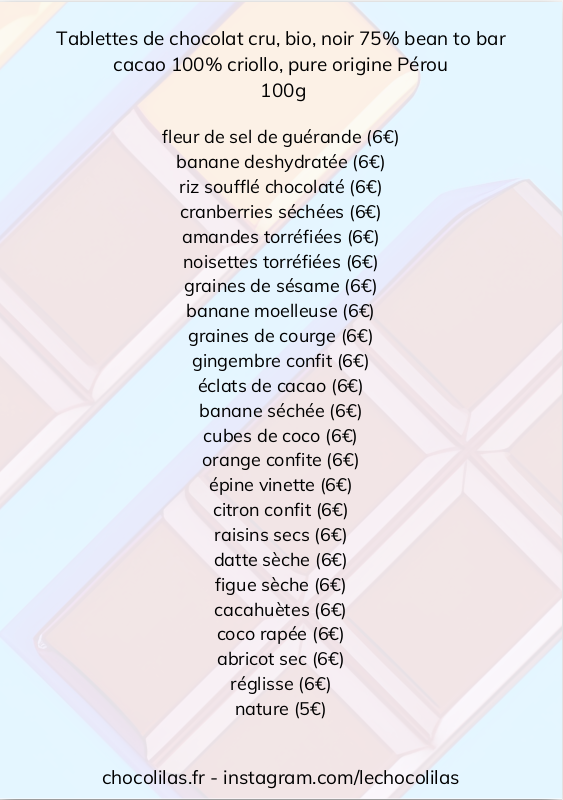 Tablettes de chocolat cru, bio, noir 75% bean to bar
cacao 100% criollo, pure origine Pérou
100g
fleur de sel de guérande (6€)
banane deshydratée (6€)
riz soufflé chocolaté (6€)
cranberries séchées (6€)
amandes torréfiées (6€)
noisettes torréfiées (6€)
graines de sésame (6€)
banane moelleuse (6€)
graines de courge (6€)
gingembre confit (6€)
éclats de cacao (6€)
banane séchée (6€)
cubes de coco (6€)
orange confite (6€)
épine vinette (6€)
citron confit (6€)
raisins secs (6€)
datte sèche (6€)
figue sèche (6€)
cacahuètes (6€)
coco rapée (6€)
abricot sec (6€)
réglisse (6€)
nature (5€)
chocolilas.fr - instagram.com/lechocolilas